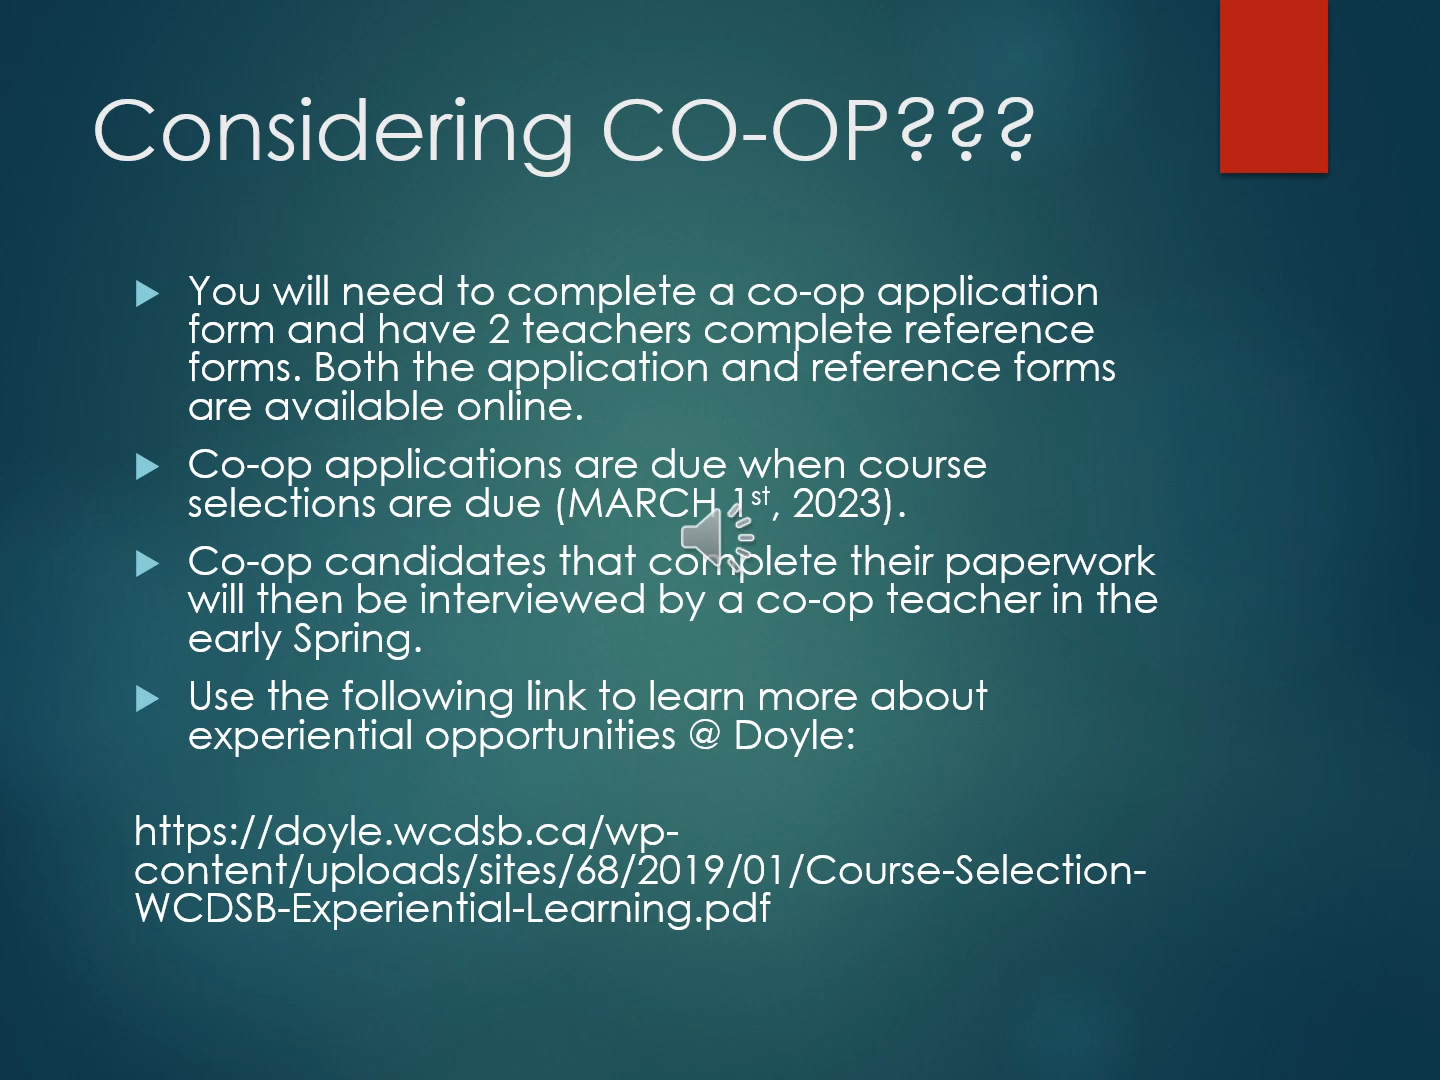 Considering CO-OP???
You will need to complete a co-op application
form and have 2 teachers complete reference
forms. Both the application and reference forms
are available online.
Co-op applications are due when course
selections are due (MARCH 1st, 2023).
Co-op candidates that complete their paperwork
will then be interviewed by a co-op teacher in the
early Spring.
Use the following link to learn more about
experiential opportunities @ Doyle:
https://doyle.wcdsb.ca/wp-
content/uploads/sites/68/2019/01/Course-Selection-
WCDSB-Experiential-Learning.pdf